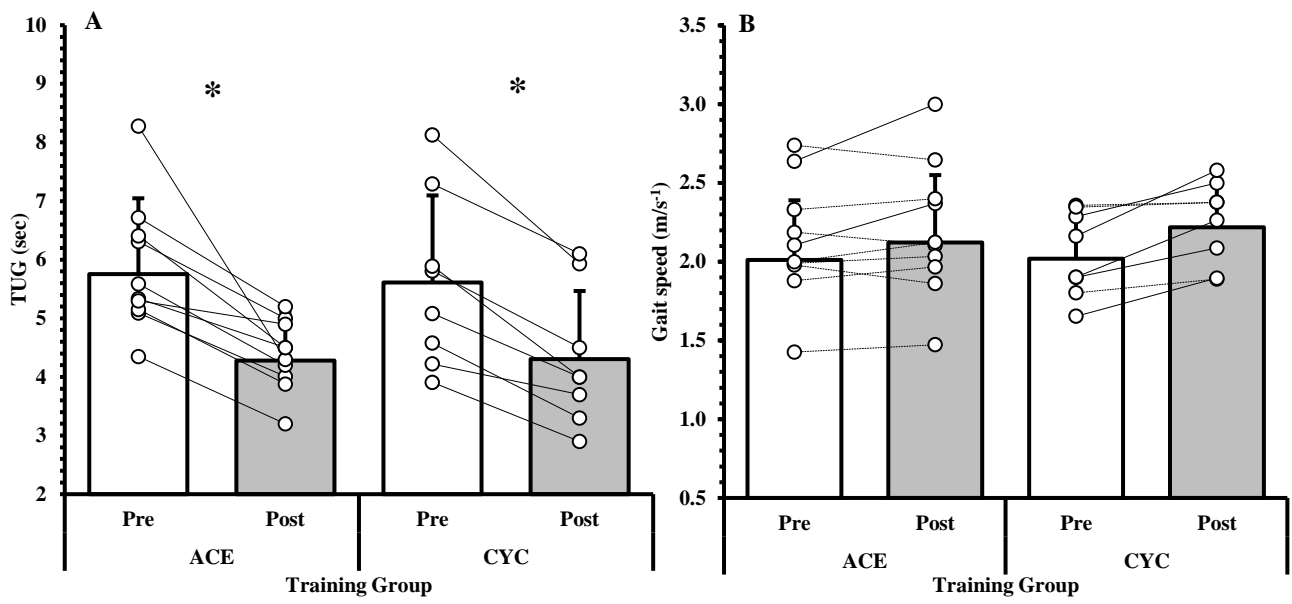 A
10
9
8
7
6
5
4
3
2
TUG (sec)
*
*
Pre
Post
Pre
Post
ACE
CYC
Training Group
B
3.5
3.0
2.5
2.0
1.5
1.0
0.5
Gait speed (m/s⁻¹)
Pre
Post
Pre
Post
ACE
CYC
Training Group